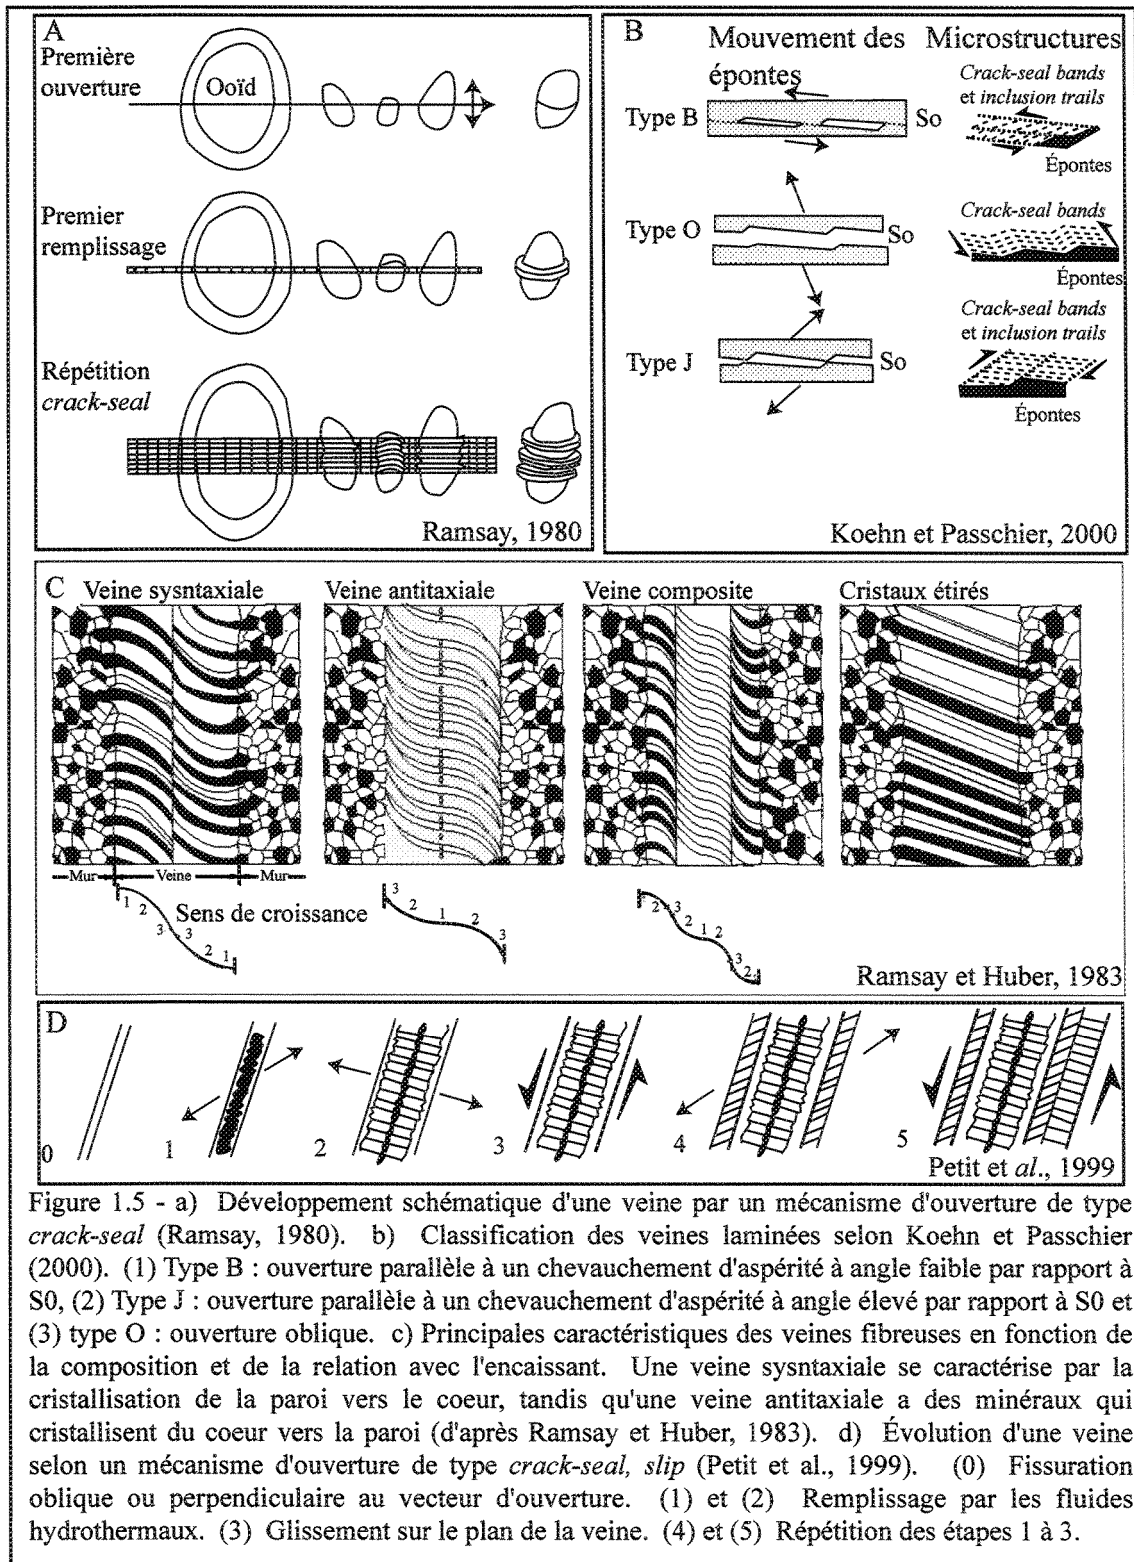 A
Première
ouverture
Ooïd
Premier
remplissage
Répétition
crack-seal
Ramsay, 1980
B
Mouvement des
épontes
Microstructures
Crack-seal bands
et inclusion trails
Type B
So
Épontes
Crack-seal bands
Type O
So
Épontes
Crack-seal bands
et inclusion trails
Type J
So
Épontes
Koehn et Passchier, 2000
C
Veine sysntaxiale
Veine antitaxiale
Veine composite
Cristaux étirés
Mur
Veine
Mur
1 2 3 3 2 1
Sens de croissance
3 2 1 2 3
2 3 2 1 2 3 2
Ramsay et Huber, 1983
D
0
1
2
3
4
5
Petit et al., 1999
Figure 1.5 - a) Développement schématique d'une veine par un mécanisme d'ouverture de type
crack-seal (Ramsay, 1980). b) Classification des veines laminées selon Koehn et Passchier
(2000). (1) Type B : ouverture parallèle à un chevauchement d'aspérité à angle faible par rapport à
S0, (2) Type J : ouverture parallèle à un chevauchement d'aspérité à angle élevé par rapport à S0 et
(3) type O : ouverture oblique. c) Principales caractéristiques des veines fibreuses en fonction de
la composition et de la relation avec l'encaissant. Une veine sysntaxiale se caractérise par la
cristallisation de la paroi vers le coeur, tandis qu'une veine antitaxiale a des minéraux qui
cristallisent du coeur vers la paroi (d'après Ramsay et Huber, 1983). d) Évolution d'une veine
selon un mécanisme d'ouverture de type crack-seal, slip (Petit et al., 1999). (0) Fissuration
oblique ou perpendiculaire au vecteur d'ouverture. (1) et (2) Remplissage par les fluides
hydrothermaux. (3) Glissement sur le plan de la veine. (4) et (5) Répétition des étapes 1 à 3.